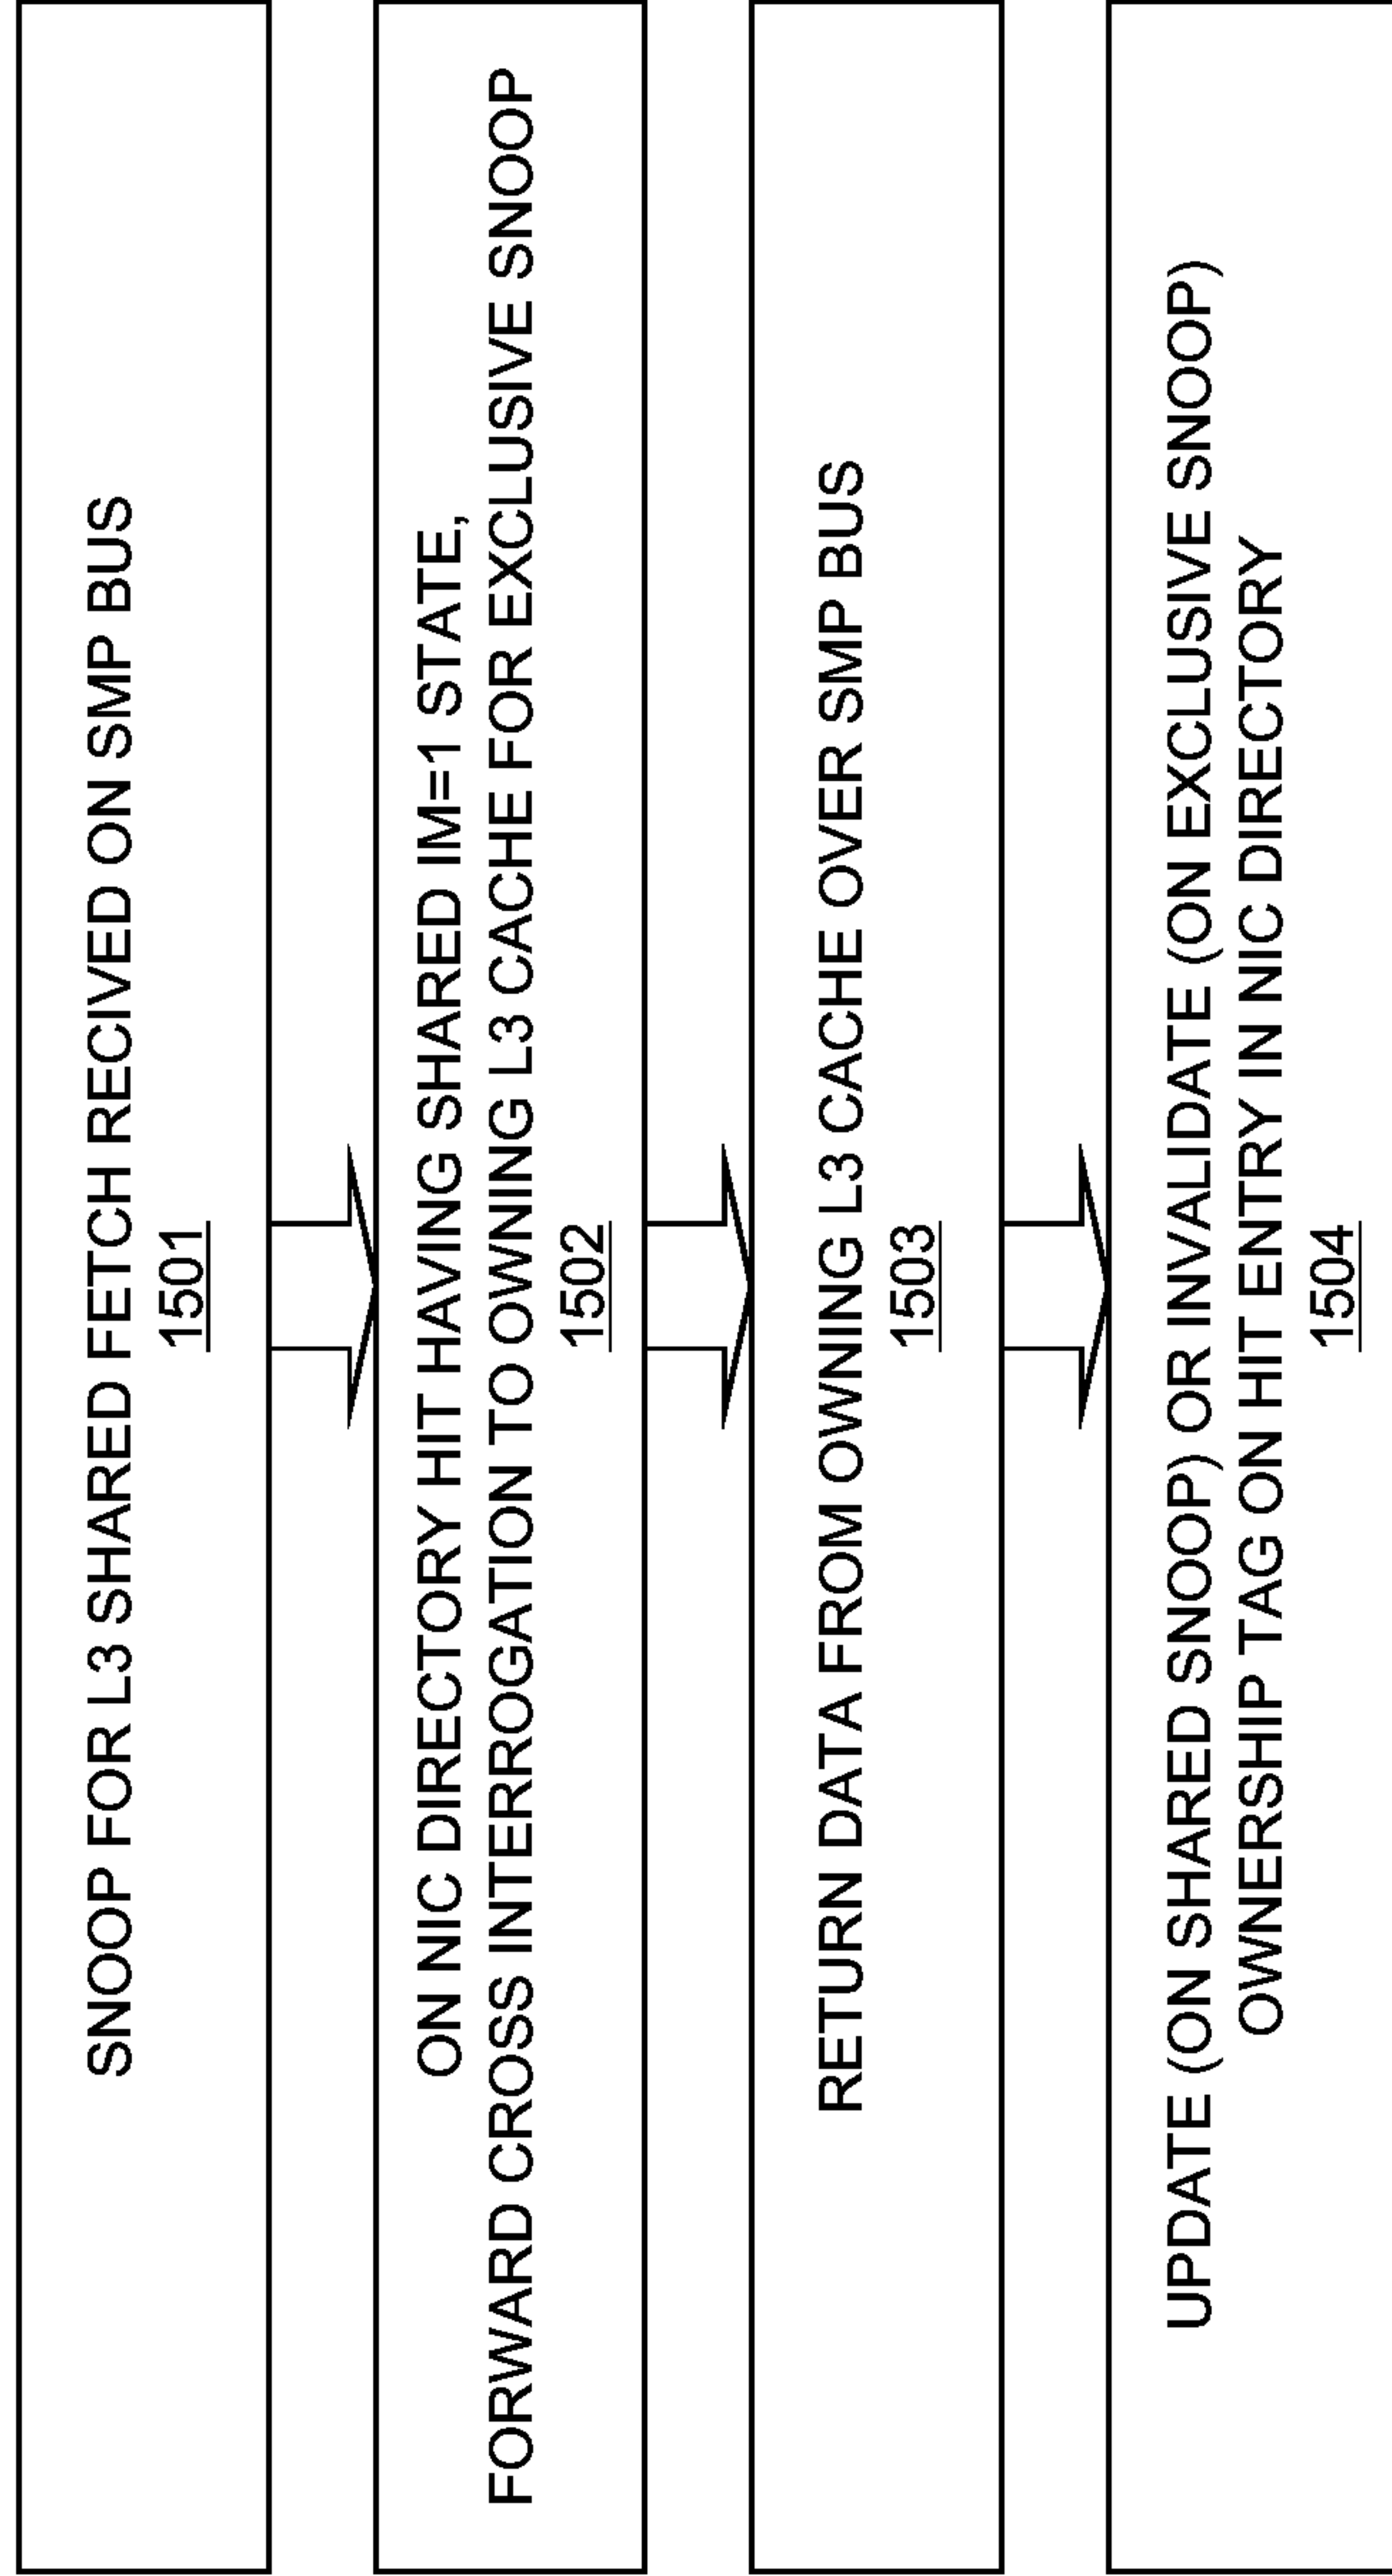 SNOOP FOR L3 SHARED FETCH RECIVED ON SMP BUS
1501
ON NIC DIRECTORY HIT HAVING SHARED IM=1 STATE,
FORWARD CROSS INTERROGATION TO OWNING L3 CACHE FOR EXCLUSIVE SNOOP
1502
RETURN DATA FROM OWNING L3 CACHE OVER SMP BUS
1503
UPDATE (ON SHARED SNOOP) OR INVALIDATE (ON EXCLUSIVE SNOOP)
OWNERSHIP TAG ON HIT ENTRY IN NIC DIRECTORY
1504